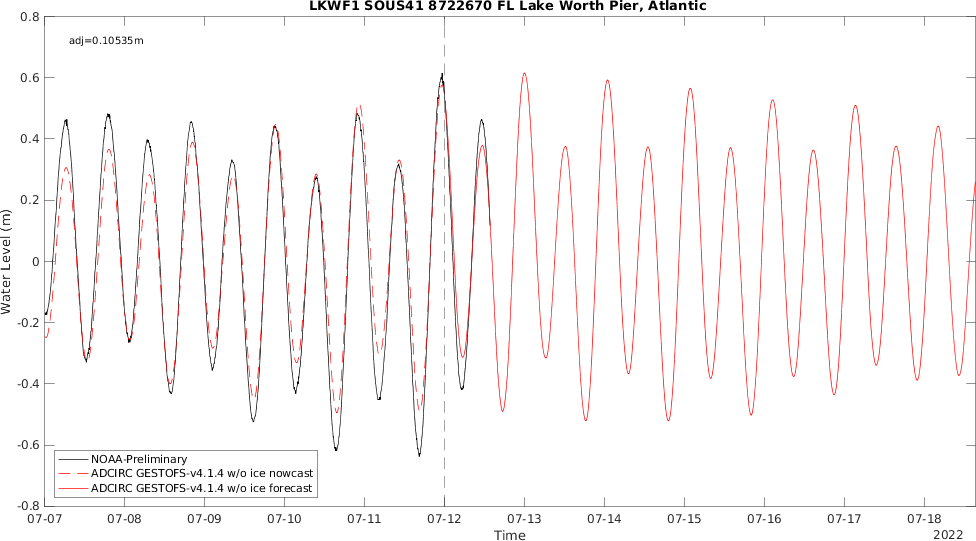 LKWF1 SOUS41 8722670 FL Lake Worth Pier, Atlantic
adj=0.10535m
0.8
0.6
0.4
0.2
0
-0.2
-0.4
-0.6
-0.8
Water Level (m)
NOAA-Preliminary
ADCIRC GESTOFS-v4.1.4 w/o ice nowcast
ADCIRC GESTOFS-v4.1.4 w/o ice forecast
07-07 07-08 07-09 07-10 07-11 07-12 07-13 07-14 07-15 07-16 07-17 07-18
Time
2022